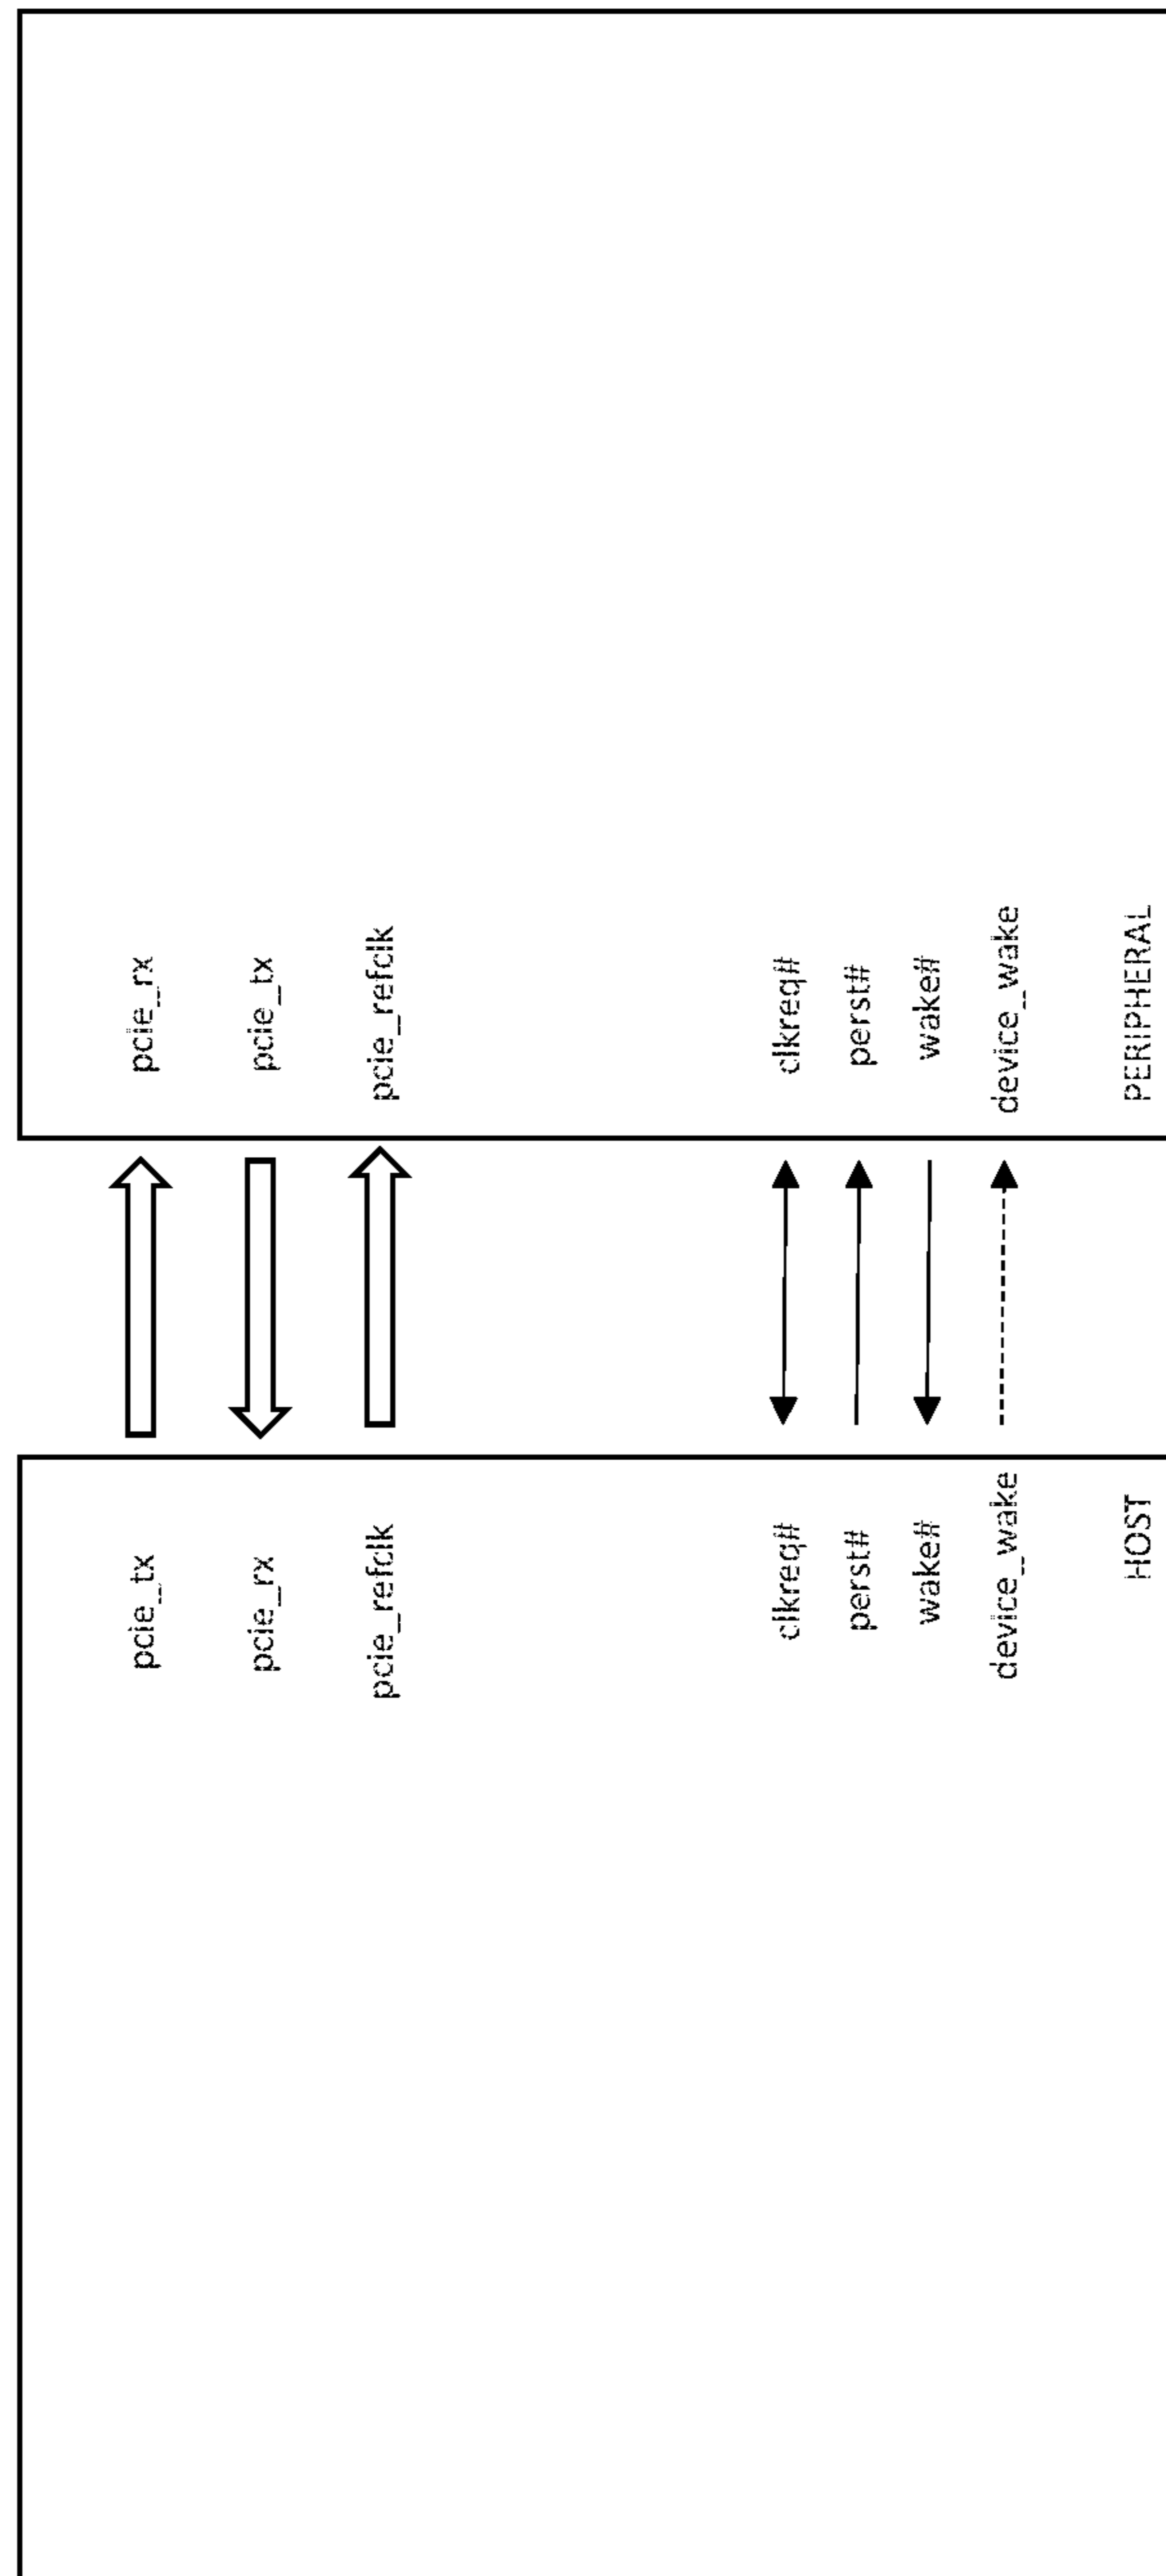 pcie_tx
pcie_rx
pcie_rx
pcie_tx
pcie_refclk
pcie_refclk
clkreq#
clkreq#
perst#
perst#
wake#
wake#
device_wake
device_wake
HOST
PERIPHERAL